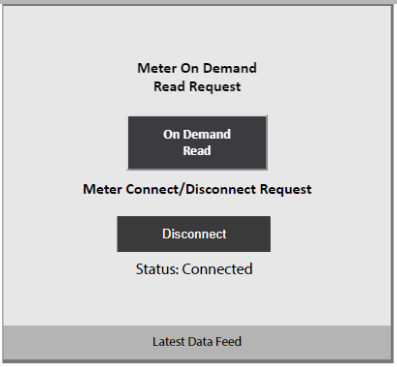 Meter On Demand
Read Request
On Demand
Read
Meter Connect/Disconnect Request
Disconnect
Status: Connected
Latest Data Feed